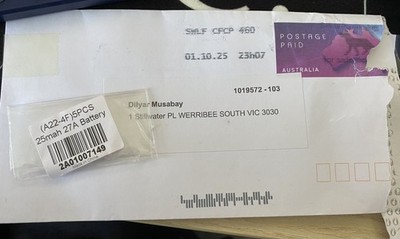 SWLF CFCP 460
01.10.25 23h07
POSTAGE
PAID
AUSTRALIA
1019572 -103
Dilyar Musabay
1 Stillwater PL WERRIBEE SOUTH VIC 3030
(A22-4F)5PCS
25mah 27A Battery
2A01007149